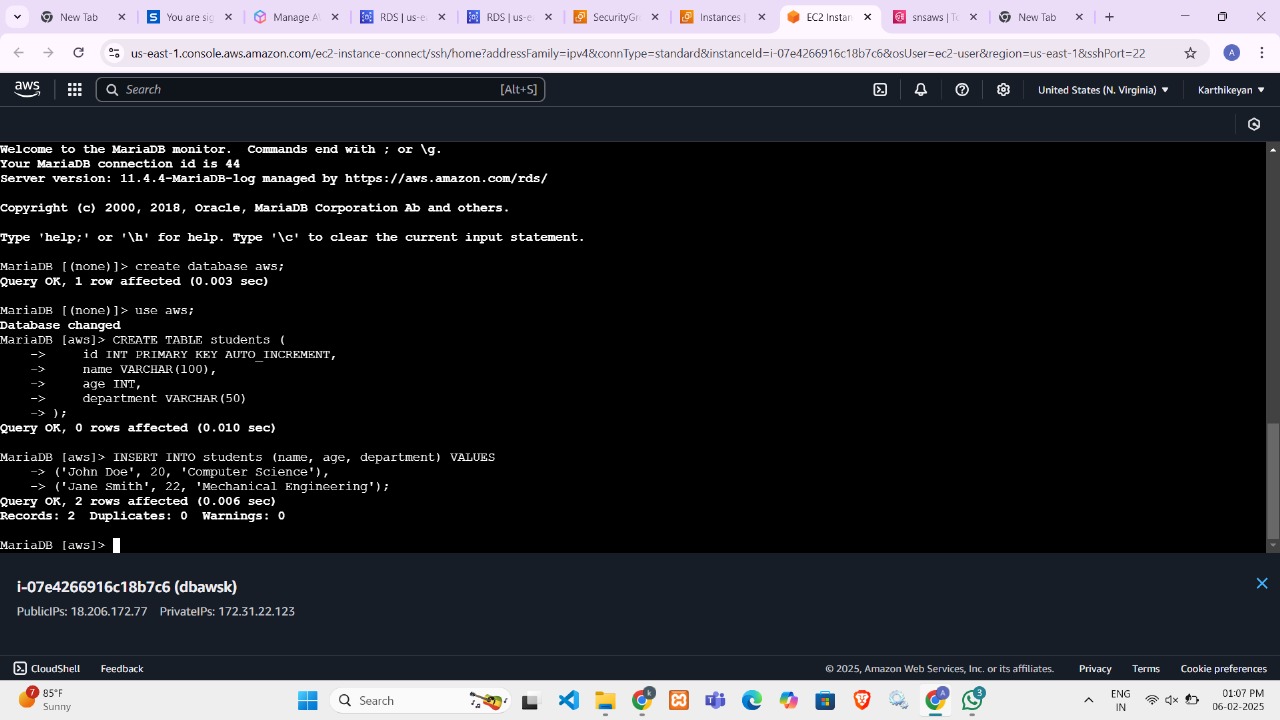 New Tab
You are sig
Manage A
RDS | us-e
RDS | us-e
SecurityGr
Instances |
EC2 Instan
snsaws | T
New Tab
us-east-1.console.aws.amazon.com/ec2-instance-connect/ssh/home?addressFamily=ipv4&connType=standard&instanceId=i-07e4266916c18b7c6&osUser=ec2-user&region=us-east-1&sshPort=22
A
aws
Search [Alt+S]
United States (N. Virginia)
Karthikeyan
Welcome to the MariaDB monitor.  Commands end with ; or \g.
Your MariaDB connection id is 44
Server version: 11.4.4-MariaDB-log managed by https://aws.amazon.com/rds/
Copyright (c) 2000, 2018, Oracle, MariaDB Corporation Ab and others.
Type 'help;' or '\h' for help. Type '\c' to clear the current input statement.
MariaDB [(none)]> create database aws;
Query OK, 1 row affected (0.003 sec)
MariaDB [(none)]> use aws;
Database changed
MariaDB [aws]> CREATE TABLE students (
    ->     id INT PRIMARY KEY AUTO_INCREMENT,
    ->     name VARCHAR(100),
    ->     age INT,
    ->     department VARCHAR(50)
    -> );
Query OK, 0 rows affected (0.010 sec)
MariaDB [aws]> INSERT INTO students (name, age, department) VALUES
    -> ('John Doe', 20, 'Computer Science'),
    -> ('Jane Smith', 22, 'Mechanical Engineering');
Query OK, 2 rows affected (0.006 sec)
Records: 2  Duplicates: 0  Warnings: 0
MariaDB [aws]>
i-07e4266916c18b7c6 (dbawsk)
PublicIPs: 18.206.172.77    PrivateIPs: 172.31.22.123
CloudShell Feedback © 2025, Amazon Web Services, Inc. or its affiliates. Privacy Terms Cookie preferences
7
85°F
Sunny
Search
k
A
3
ENG
IN
01:07 PM
06-02-2025